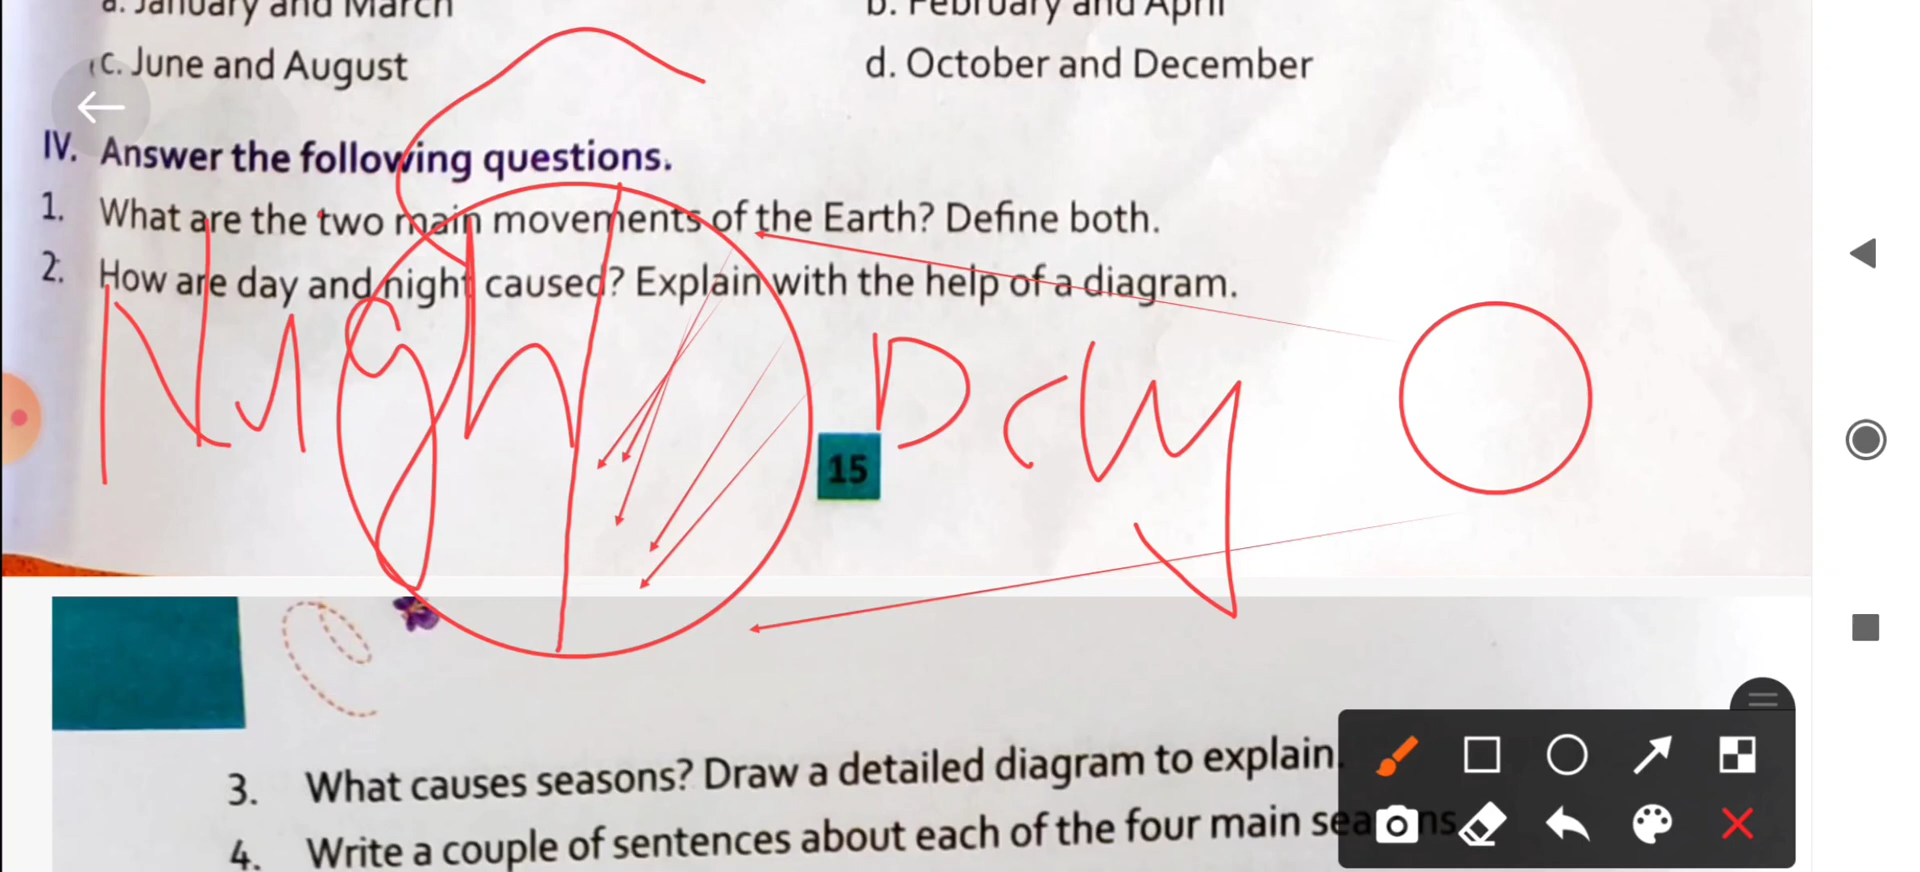 a. January and March
b. February and April
c. June and August
d. October and December
IV. Answer the following questions.
1. What are the two main movements of the Earth? Define both.
2. How are day and night caused? Explain with the help of a diagram.
Nigh
Day
15
3. What causes seasons? Draw a detailed diagram to explain.
4. Write a couple of sentences about each of the four main seasons